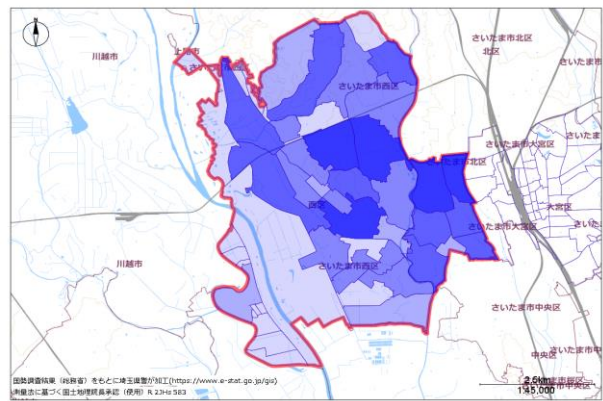 さいたま市北区
北区
川越市
上尾市
さいたま市西区
さいたま市大宮区
さいたま市北区
大宮区
西区
さいたま市大宮区
川越市
さいたま市西区
さいたま市中央区
中央区
国勢調査結果(総務省)をもとに埼玉県警が加工(https://www.e-stat.go.jp/gis)
測量法に基づく国土地理院長承認(使用)R 2JHs 583
2.5km
1:45,000